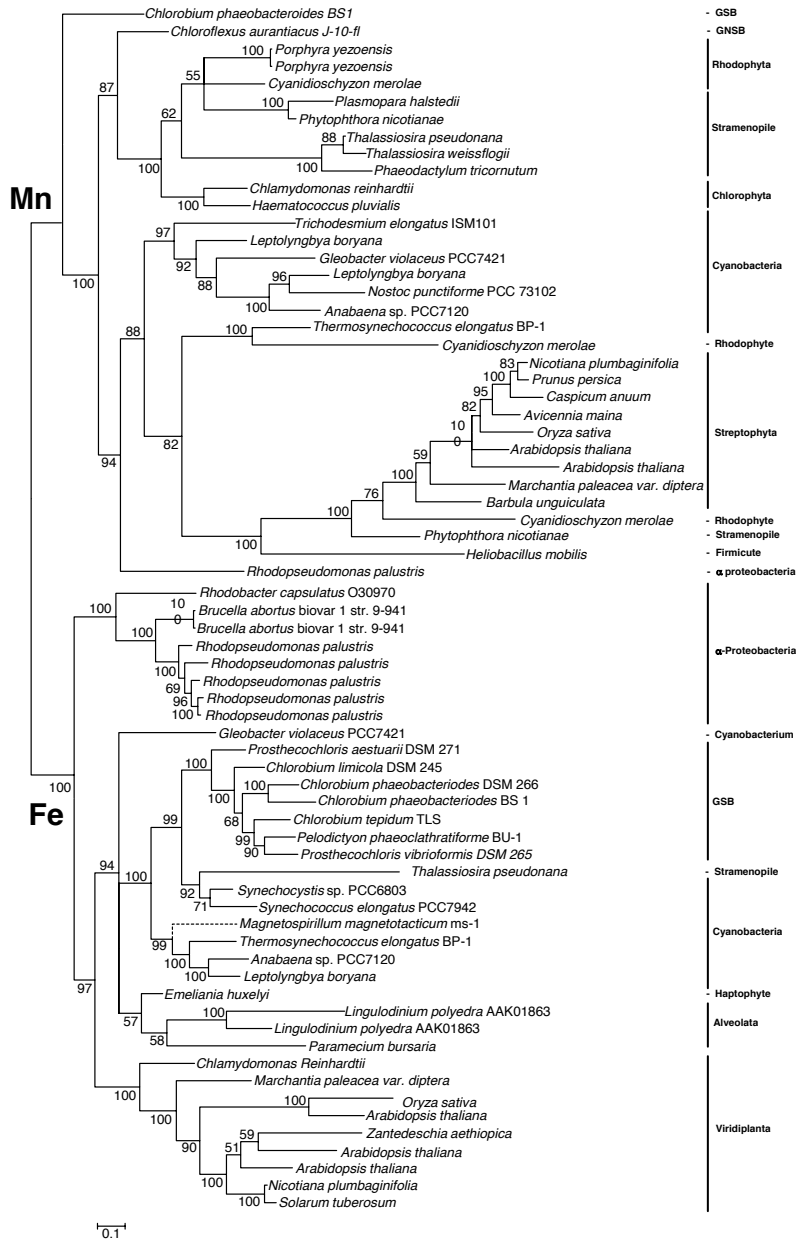 Chlorobium phaeobacteroides BS1 - GSB
Chloroflexus aurantiacus J-10-fl - GNSB
87
100 Porphyra yezoensis
Porphyra yezoensis
Rhodophyta
55
Cyanidioschyzon merolae
100 Plasmopara halstedii
Phytophthora nicotianae
62
Stramenopile
88 Thalassiosira pseudonana
Thalassiosira weissflogii
100 Phaeodactylum tricornutum
100
Chlamydomonas reinhardtii
Chlorophyta
100 Haematococcus pluvialis
Mn
97 Trichodesmium elongatus ISM101
Leptolyngbya boryana
92
Gleobacter violaceus PCC7421
Cyanobacteria
88
96 Leptolyngbya boryana
100
Nostoc punctiforme PCC 73102
100 Anabaena sp. PCC7120
88
100 Thermosynechococcus elongatus BP-1
Cyanidioschyzon merolae - Rhodophyte
83 Nicotiana plumbaginifolia
100 Prunus persica
95 Caspicum anuum
82 Avicennia maina
Streptophyta
10
0
Oryza sativa
82
Arabidopsis thaliana
59
94
Arabidopsis thaliana
100
Marchantia paleacea var. diptera
76
Barbula unguiculata
100
Cyanidioschyzon merolae - Rhodophyte
Phytophthora nicotianae - Stramenopile
100
Heliobacillus mobilis - Firmicute
Rhodopseudomonas palustris - α proteobacteria
Rhodobacter capsulatus O30970
100
10
0
Brucella abortus biovar 1 str. 9-941
Brucella abortus biovar 1 str. 9-941
100
Rhodopseudomonas palustris
α-Proteobacteria
100
Rhodopseudomonas palustris
69 Rhodopseudomonas palustris
96 Rhodopseudomonas palustris
100 Rhodopseudomonas palustris
Gleobacter violaceus PCC7421 - Cyanobacterium
Prosthecochloris aestuarii DSM 271
100
Chlorobium limicola DSM 245
100
100
Fe
100 Chlorobium phaeobacteriodes DSM 266
Chlorobium phaeobacteriodes BS 1
GSB
68 Chlorobium tepidum TLS
99
99 Pelodictyon phaeoclathratiforme BU-1
90 Prosthecochloris vibrioformis DSM 265
94
Thalassiosira pseudonana - Stramenopile
100
92 Synechocystis sp. PCC6803
71 Synechococcus elongatus PCC7942
Magnetospirillum magnetotacticum ms-1
Cyanobacteria
99 Thermosynechococcus elongatus BP-1
100 Anabaena sp. PCC7120
100 Leptolyngbya boryana
97
Emeliania huxelyi - Haptophyte
100 Lingulodinium polyedra AAK01863
57
Alveolata
Lingulodinium polyedra AAK01863
58 Paramecium bursaria
Chlamydomonas Reinhardtii
100 Marchantia paleacea var. diptera
100
100 Oryza sativa
Arabidopsis thaliana
Viridiplanta
90
59 Zantedeschia aethiopica
51 Arabidopsis thaliana
Arabidopsis thaliana
100
Nicotiana plumbaginifolia
100 Solarum tuberosum
0.1